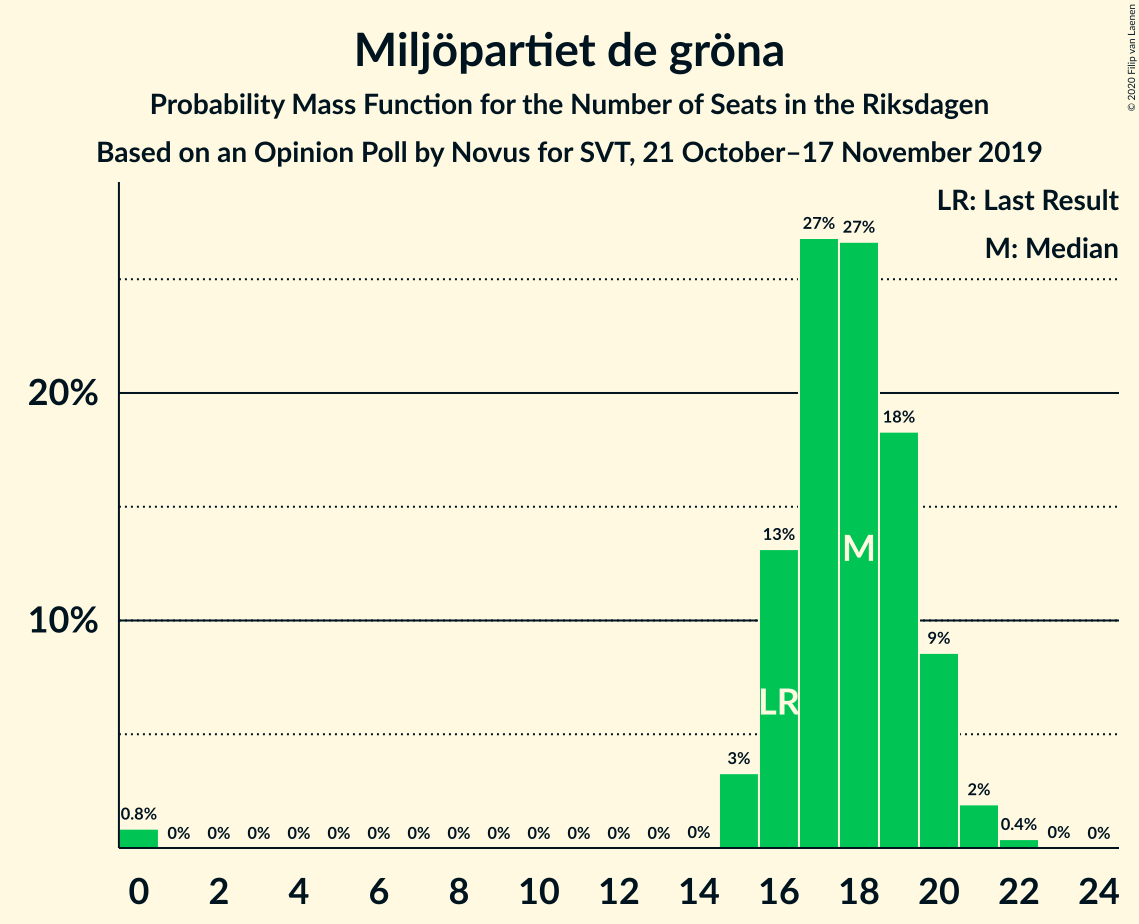 Miljöpartiet de gröna
Probability Mass Function for the Number of Seats in the Riksdagen
Based on an Opinion Poll by Novus for SVT, 21 October–17 November 2019
© 2020 Filip van Laenen
LR: Last Result
M: Median
20%
10%
0.8% 0% 0% 0% 0% 0% 0% 0% 0% 0% 0% 0% 0% 0% 0% 3% 13% 27% 27% 18% 9% 2% 0.4% 0% 0%
LR M
0 2 4 6 8 10 12 14 16 18 20 22 24